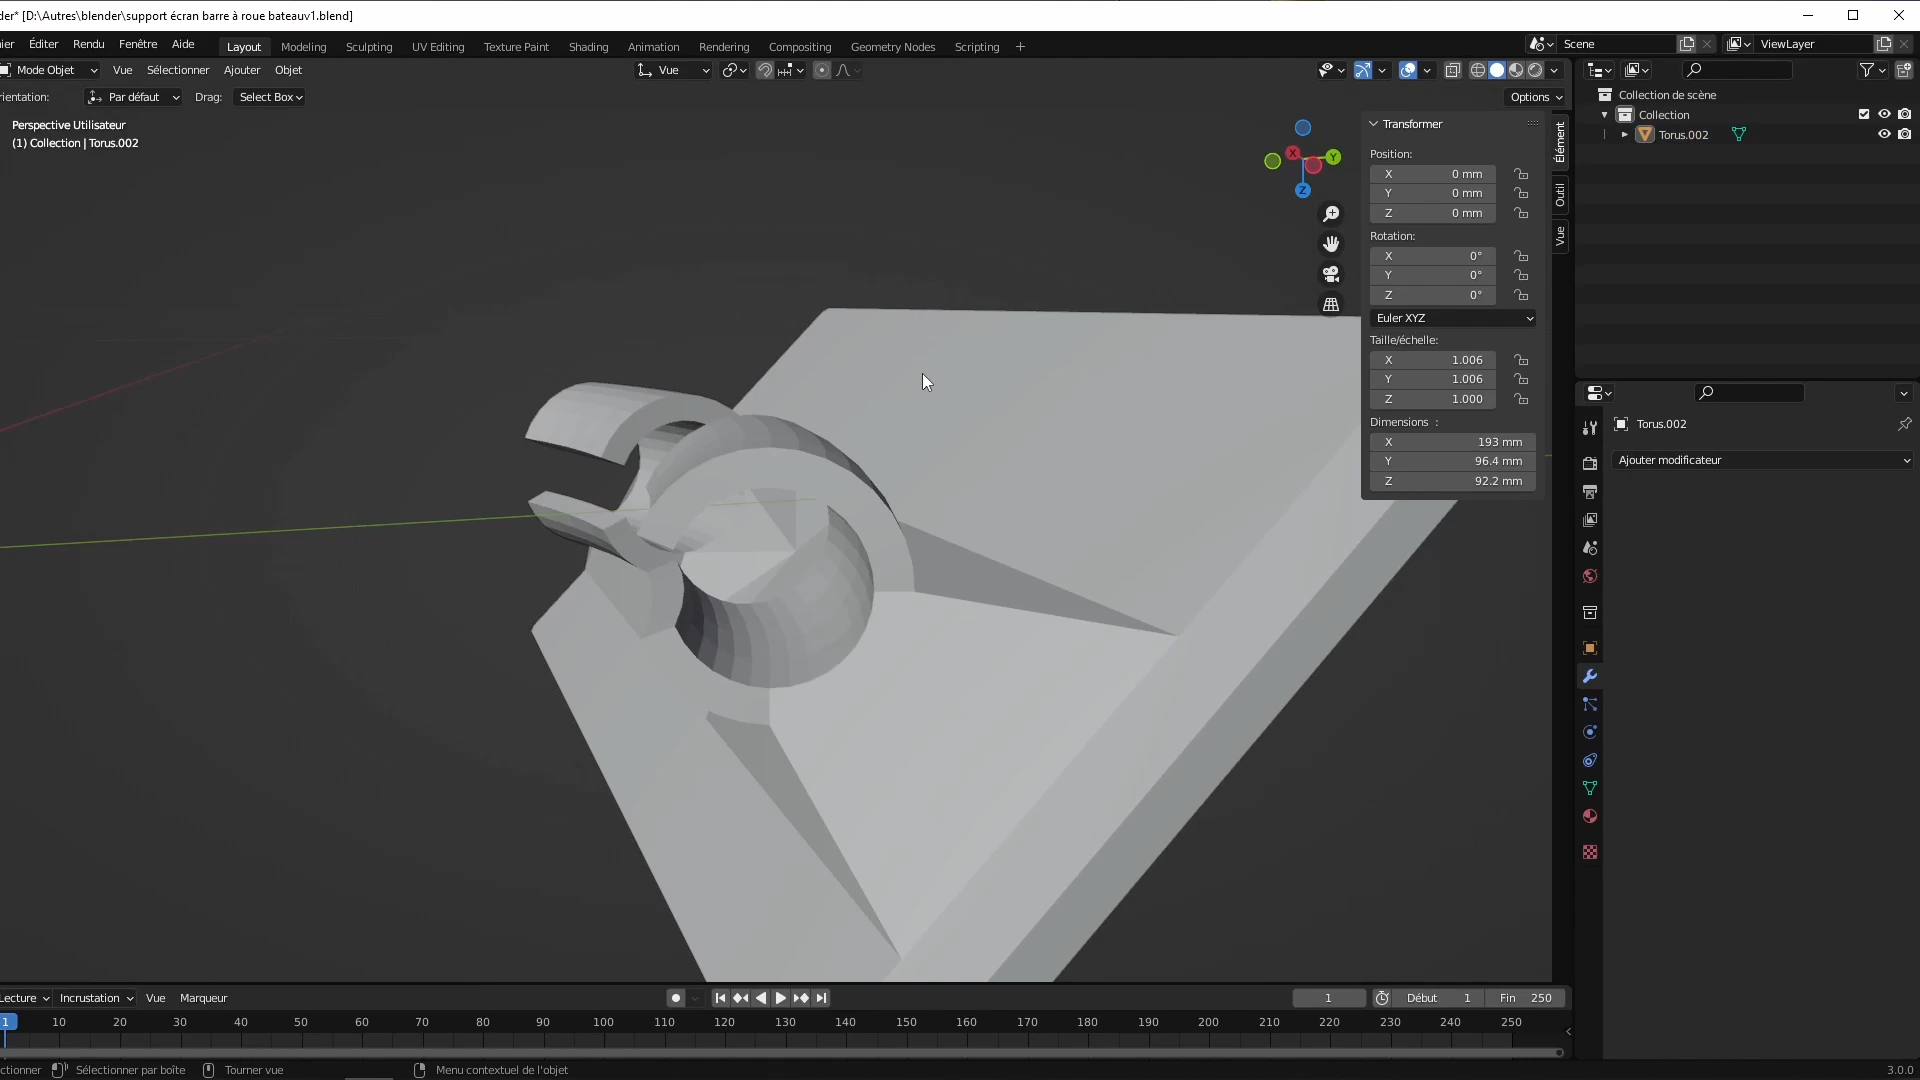 der* [D:\Autres\blender\support écran barre à roue bateauv1.blend]
ier Éditer Rendu Fenêtre Aide Layout Modeling Sculpting UV Editing Texture Paint Shading Animation Rendering Compositing Geometry Nodes Scripting + Scene ViewLayer
Mode Objet Vue Sélectionner Ajouter Objet Vue
rientation: Par défaut Drag: Select Box Options
Collection de scène
Collection
Torus.002
Perspective Utilisateur
(1) Collection | Torus.002
X Y Z
Transformer
Position:
X 0 mm
Y 0 mm
Z 0 mm
Rotation:
X 0°
Y 0°
Z 0°
Euler XYZ
Taille/échelle:
X 1.006
Y 1.006
Z 1.000
Dimensions :
X 193 mm
Y 96.4 mm
Z 92.2 mm
Élément
Outil
Vue
Torus.002
Ajouter modificateur
Lecture Incrustation Vue Marqueur 1 Début 1 Fin 250
1 10 20 30 40 50 60 70 80 90 100 110 120 130 140 150 160 170 180 190 200 210 220 230 240 250
ctionner Sélectionner par boîte Tourner vue Menu contextuel de l'objet 3.0.0